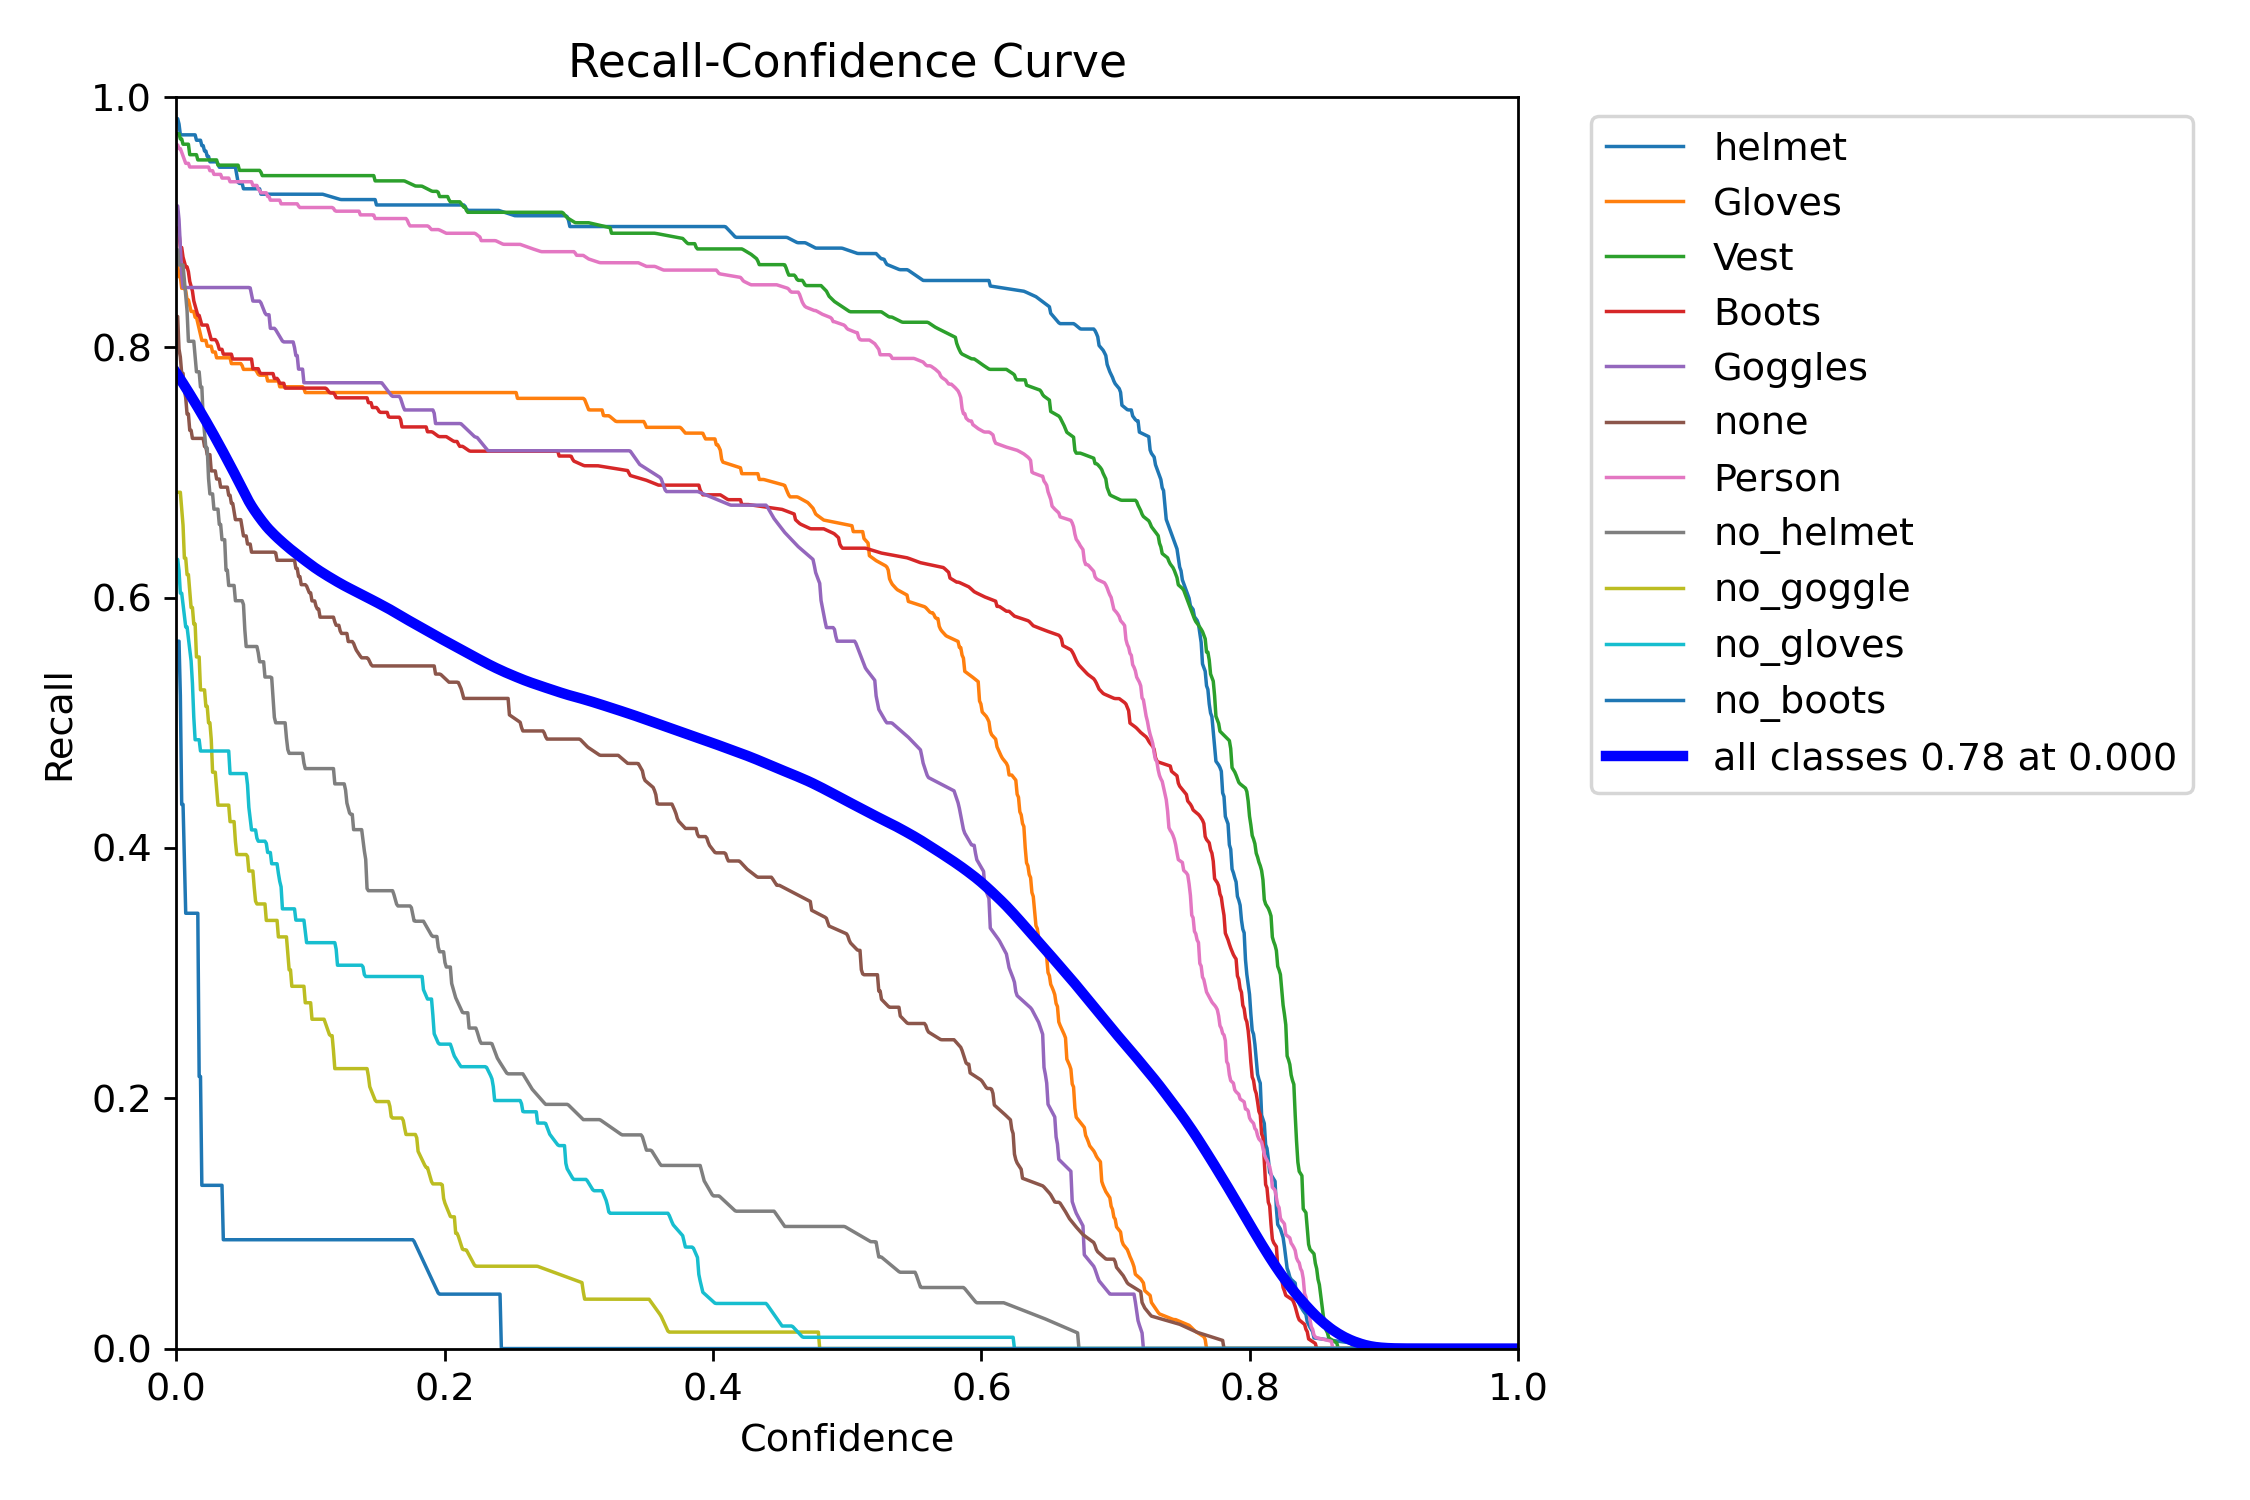 Recall-Confidence Curve
1.0
0.8
0.6
0.4
0.2
0.0
Recall
0.0 0.2 0.4 0.6 0.8 1.0
Confidence
helmet
Gloves
Vest
Boots
Goggles
none
Person
no_helmet
no_goggle
no_gloves
no_boots
all classes 0.78 at 0.000